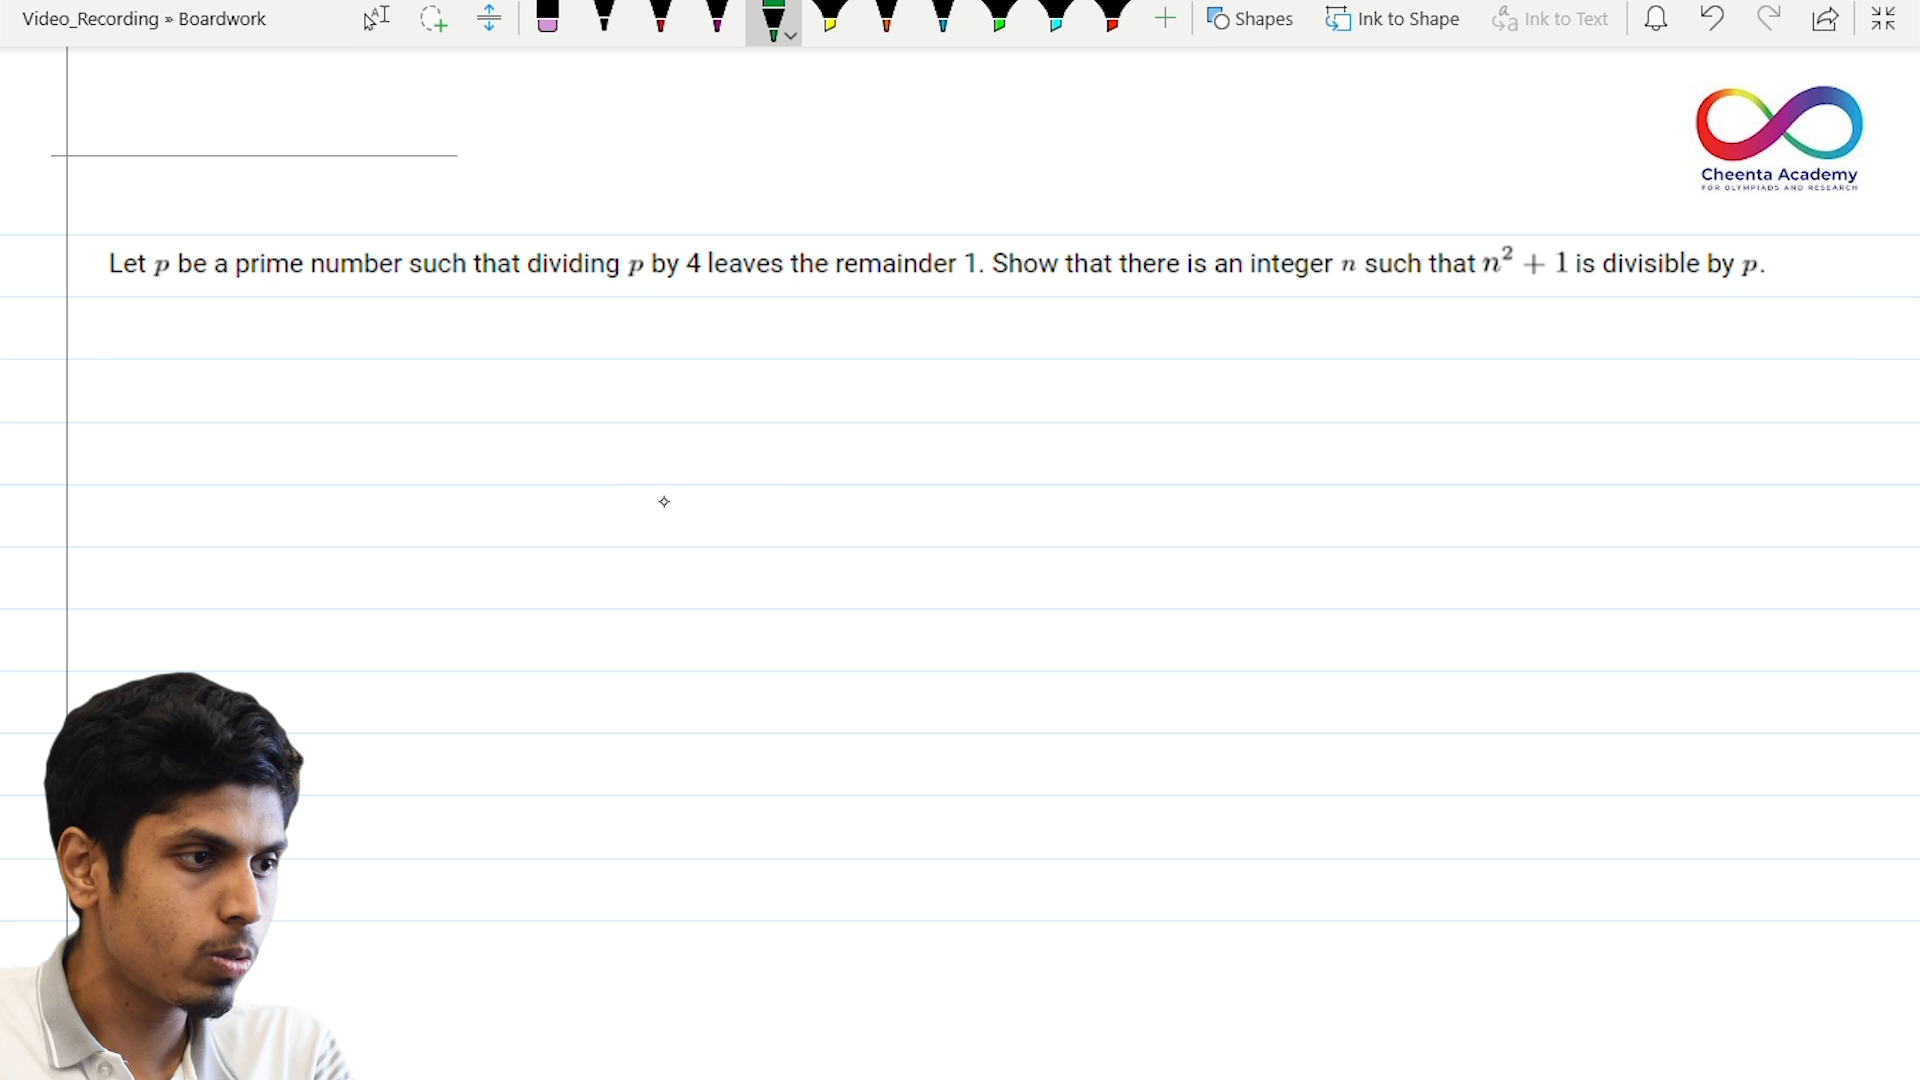 Video_Recording » Boardwork
Shapes
Ink to Shape
Ink to Text
Cheenta Academy
FOR OLYMPIADS AND RESEARCH
Let p be a prime number such that dividing p by 4 leaves the remainder 1. Show that there is an integer n such that n² + 1 is divisible by p.